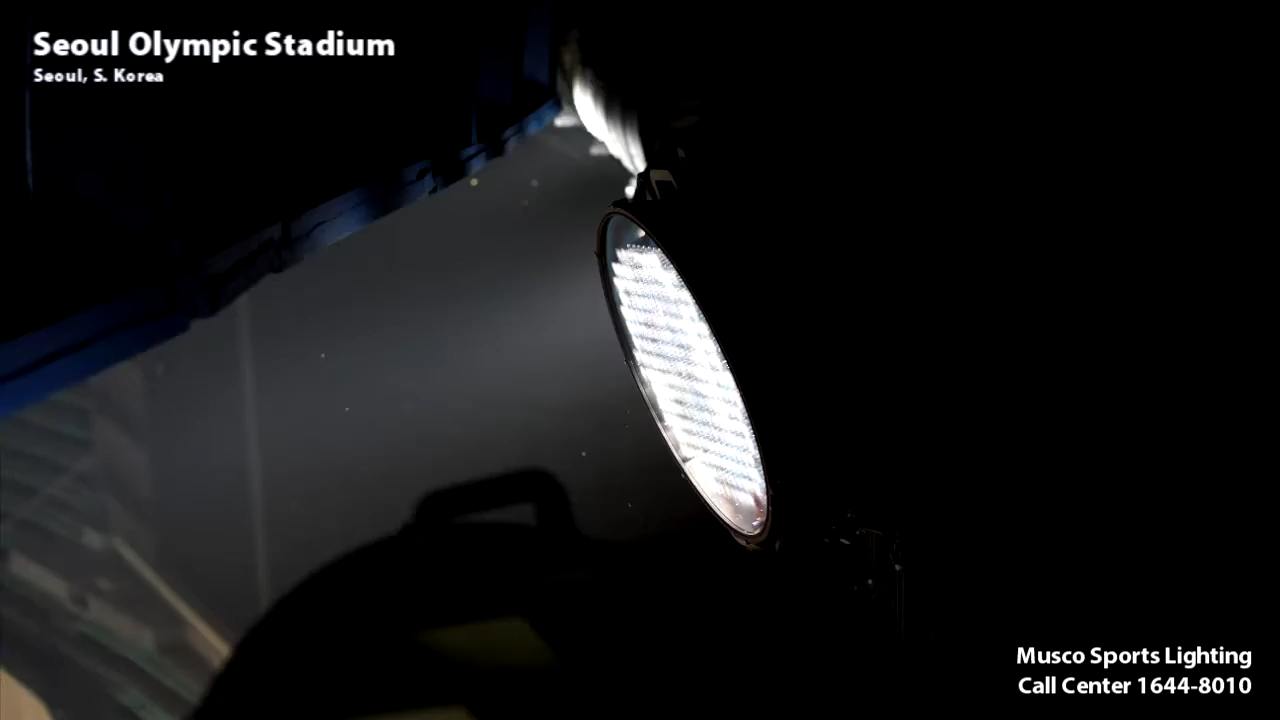 Seoul Olympic Stadium
Seoul, S. Korea
Musco Sports Lighting
Call Center 1644-8010